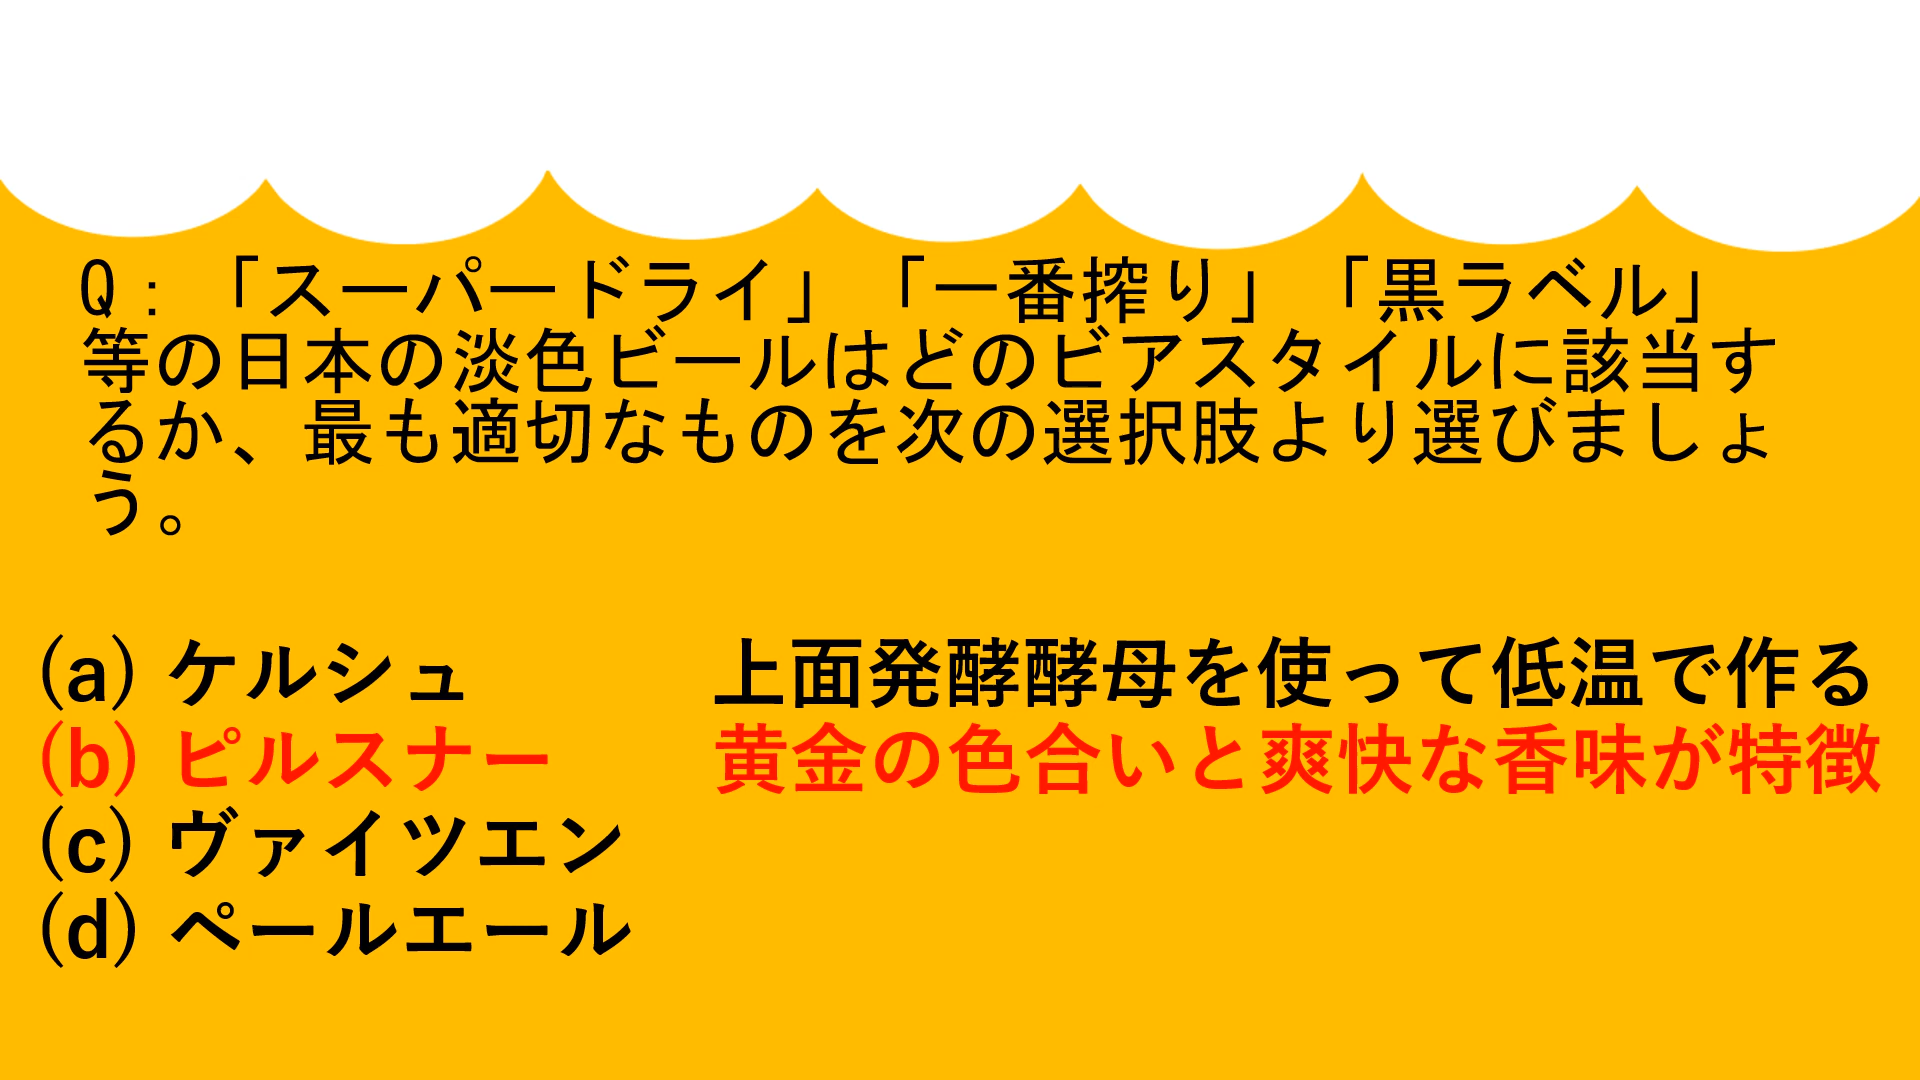 Q：「スーパードライ」「一番搾り」「黒ラベル」
等の日本の淡色ビールはどのビアスタイルに該当す
るか、最も適切なものを次の選択肢より選びましょ
う。
(a) ケルシュ 上面発酵酵母を使って低温で作る
(b) ピルスナー 黄金の色合いと爽快な香味が特徴
(c) ヴァイツエン
(d) ペールエール